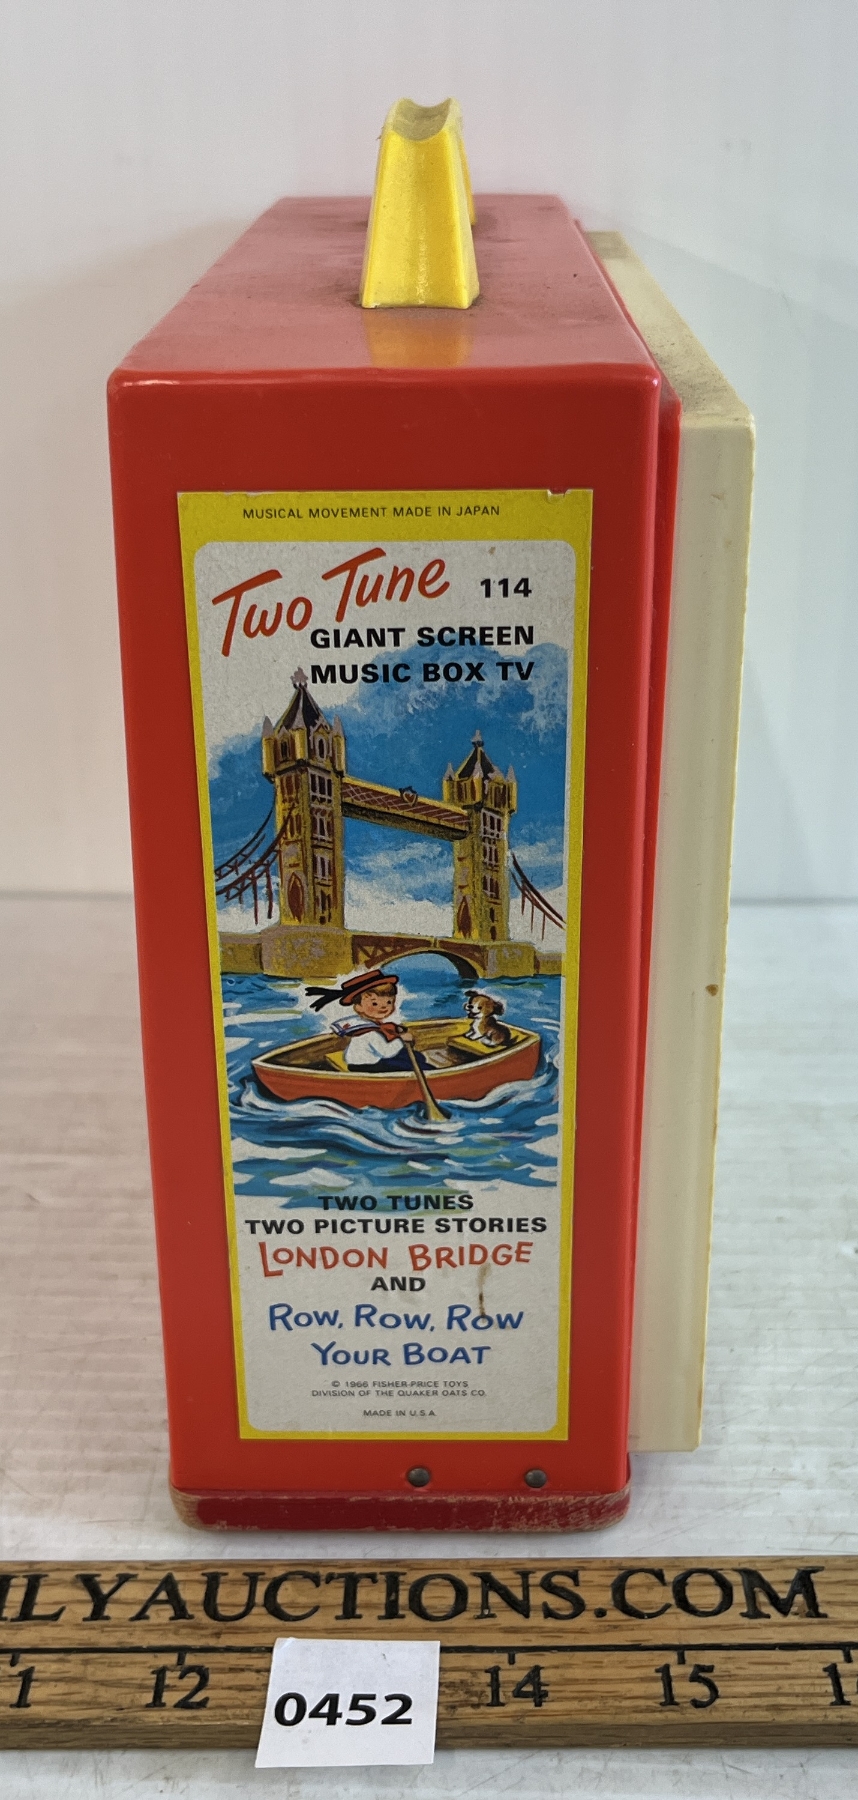 MUSICAL MOVEMENT MADE IN JAPAN
Two Tune 114
GIANT SCREEN
MUSIC BOX TV
TWO TUNES
TWO PICTURE STORIES
LONDON BRIDGE
AND
ROW, ROW, ROW
YOUR BOAT
© 1966 FISHER-PRICE TOYS
DIVISION OF THE QUAKER OATS CO.
MADE IN U.S.A.
ILYAUCTIONS.COM
12 14 15
0452